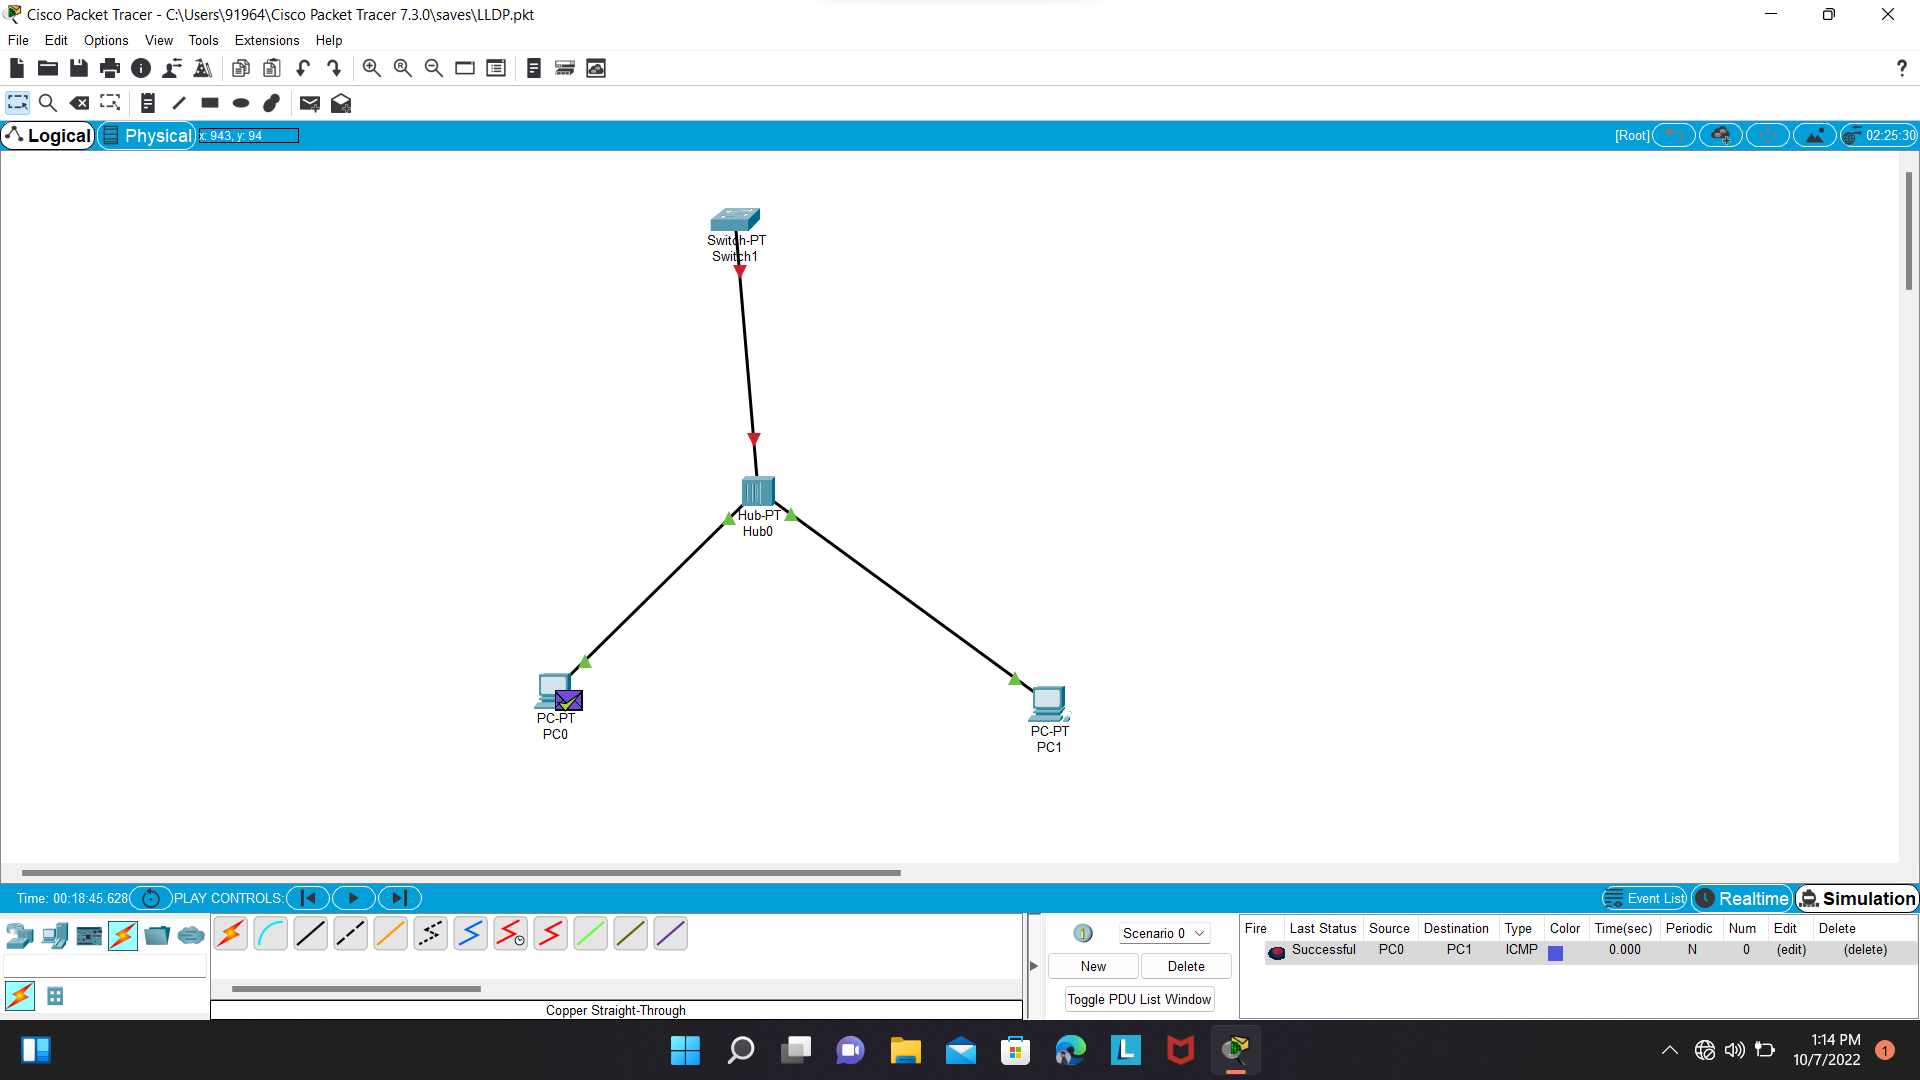 Cisco Packet Tracer - C:\Users\91964\Cisco Packet Tracer 7.3.0\saves\LLDP.pkt
File Edit Options View Tools Extensions Help
Logical Physical x: 943, y: 94 [Root] 02:25:30
Switch-PT
Switch1
Hub-PT
Hub0
PC-PT
PC0
PC-PT
PC1
Time: 00:18:45.628 PLAY CONTROLS: Event List Realtime Simulation
Scenario 0
New Delete
Toggle PDU List Window
Fire Last Status Source Destination Type Color Time(sec) Periodic Num Edit Delete
Successful PC0 PC1 ICMP 0.000 N 0 (edit) (delete)
Copper Straight-Through
1:14 PM
10/7/2022
1